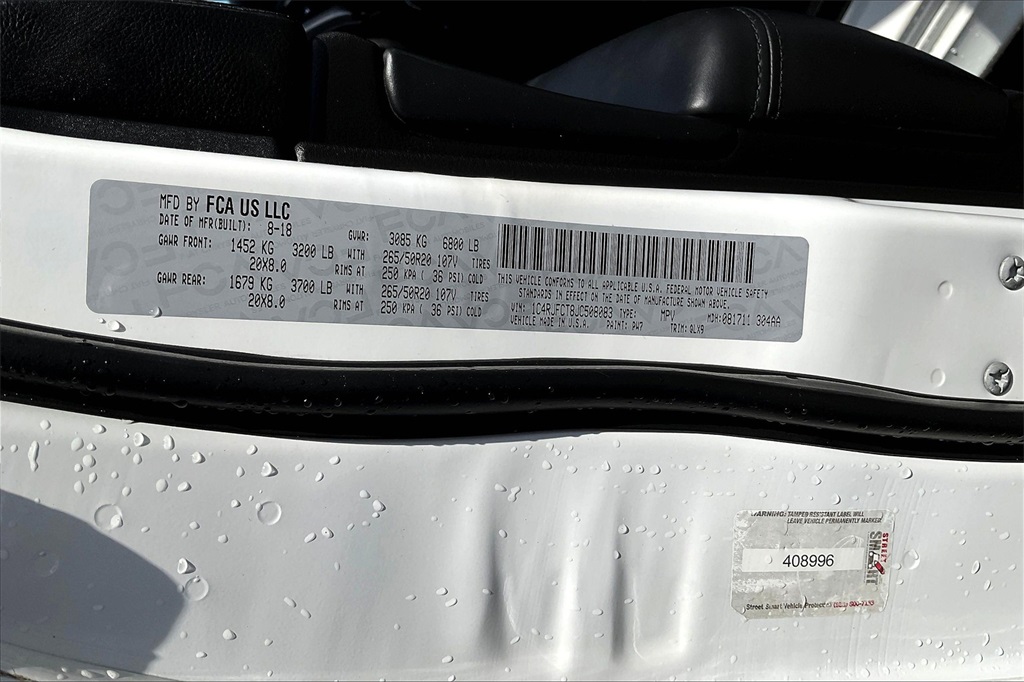 MFD BY FCA US LLC
DATE OF MFR(BUILT): 8-18 GVWR: 3085 KG 6800 LB
GAWR FRONT: 1452 KG 3200 LB WITH 265/50R20 107V TIRES
20X8.0 RIMS AT 250 KPA ( 36 PSI) COLD
GAWR REAR: 1679 KG 3700 LB WITH 265/50R20 107V TIRES
20X8.0 RIMS AT 250 KPA ( 36 PSI) COLD
THIS VEHICLE CONFORMS TO ALL APPLICABLE U.S.A. FEDERAL MOTOR VEHICLE SAFETY
STANDARDS IN EFFECT ON THE DATE OF MANUFACTURE SHOWN ABOVE.
VIN: 1C4RJFCT8JC508083 TYPE: MPV MDH:081711 304AA
VEHICLE MADE IN U.S.A. PAINT: PW7 TRIM: QLX9
WARNING: TAMPER RESISTANT LABEL WILL
LEAVE VEHICLE PERMANENTLY MARKED
STREET
408996
Street Smart Vehicle Protection